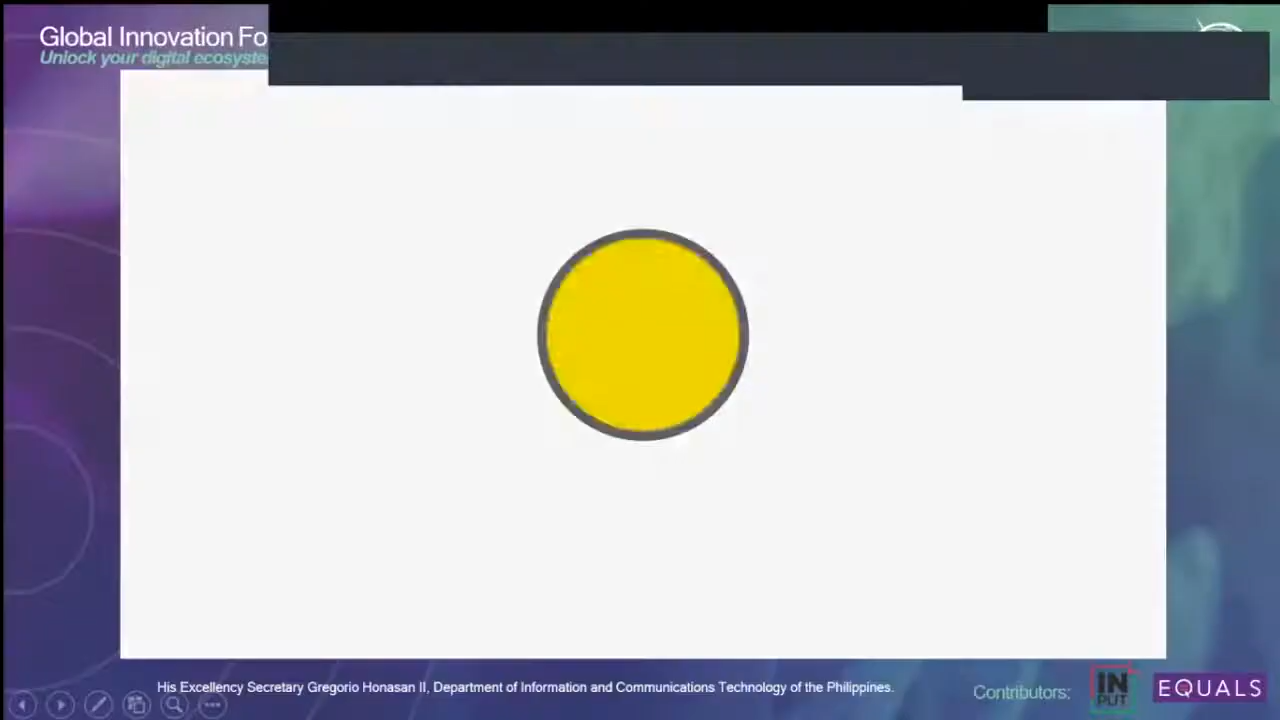 Global Innovation Fo
Unlock your digital ecosyste
His Excellency Secretary Gregorio Honasan II, Department of Information and Communications Technology of the Philippines.
Contributors:
IN
PUT
EQUALS